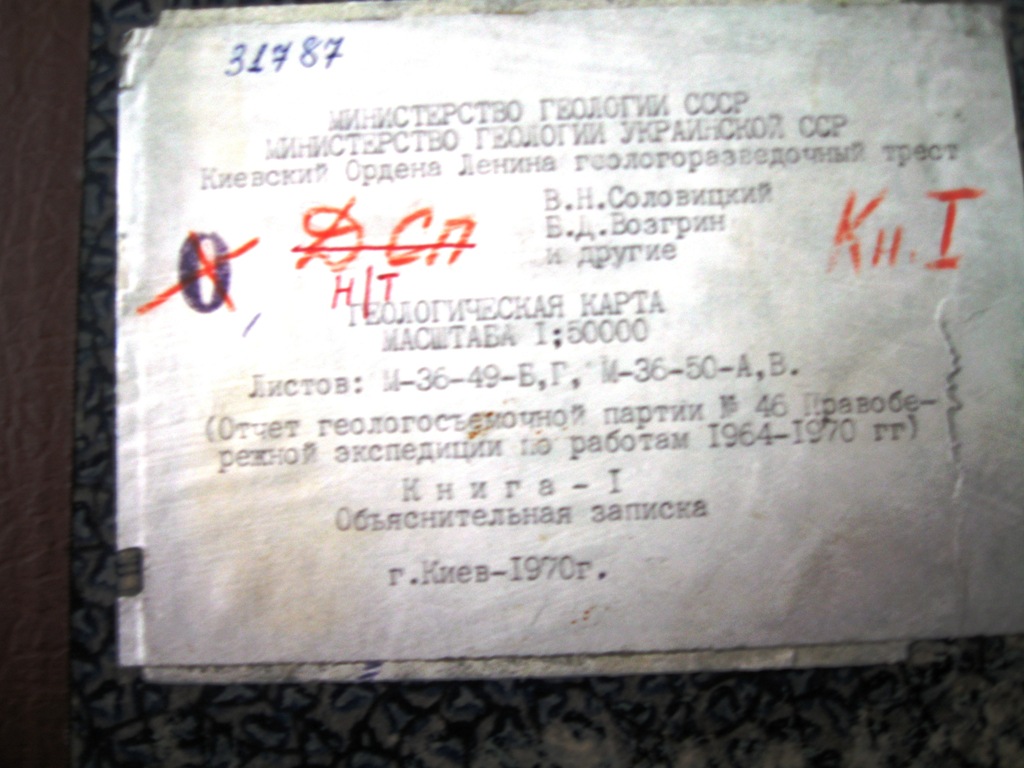 31787
МИНИСТЕРСТВО ГЕОЛОГИИ СССР
МИНИСТЕРСТВО ГЕОЛОГИИ УКРАИНСКОЙ ССР
Киевский Ордена Ленина геологоразведочный трест
В.Н.Соловицкий
Б.Д.Возгрин
и другие
О
ДСП
Н/Т
Кн.I
ГЕОЛОГИЧЕСКАЯ КАРТА
МАСШТАБА I:50000
Листов: М-36-49-Б,Г, М-36-50-А,В.
(Отчет геологосъемочной партии № 46 Правобе-
режной экспедиции по работам 1964-1970 гг)
Книга-I
Объяснительная записка
г.Киев-1970г.